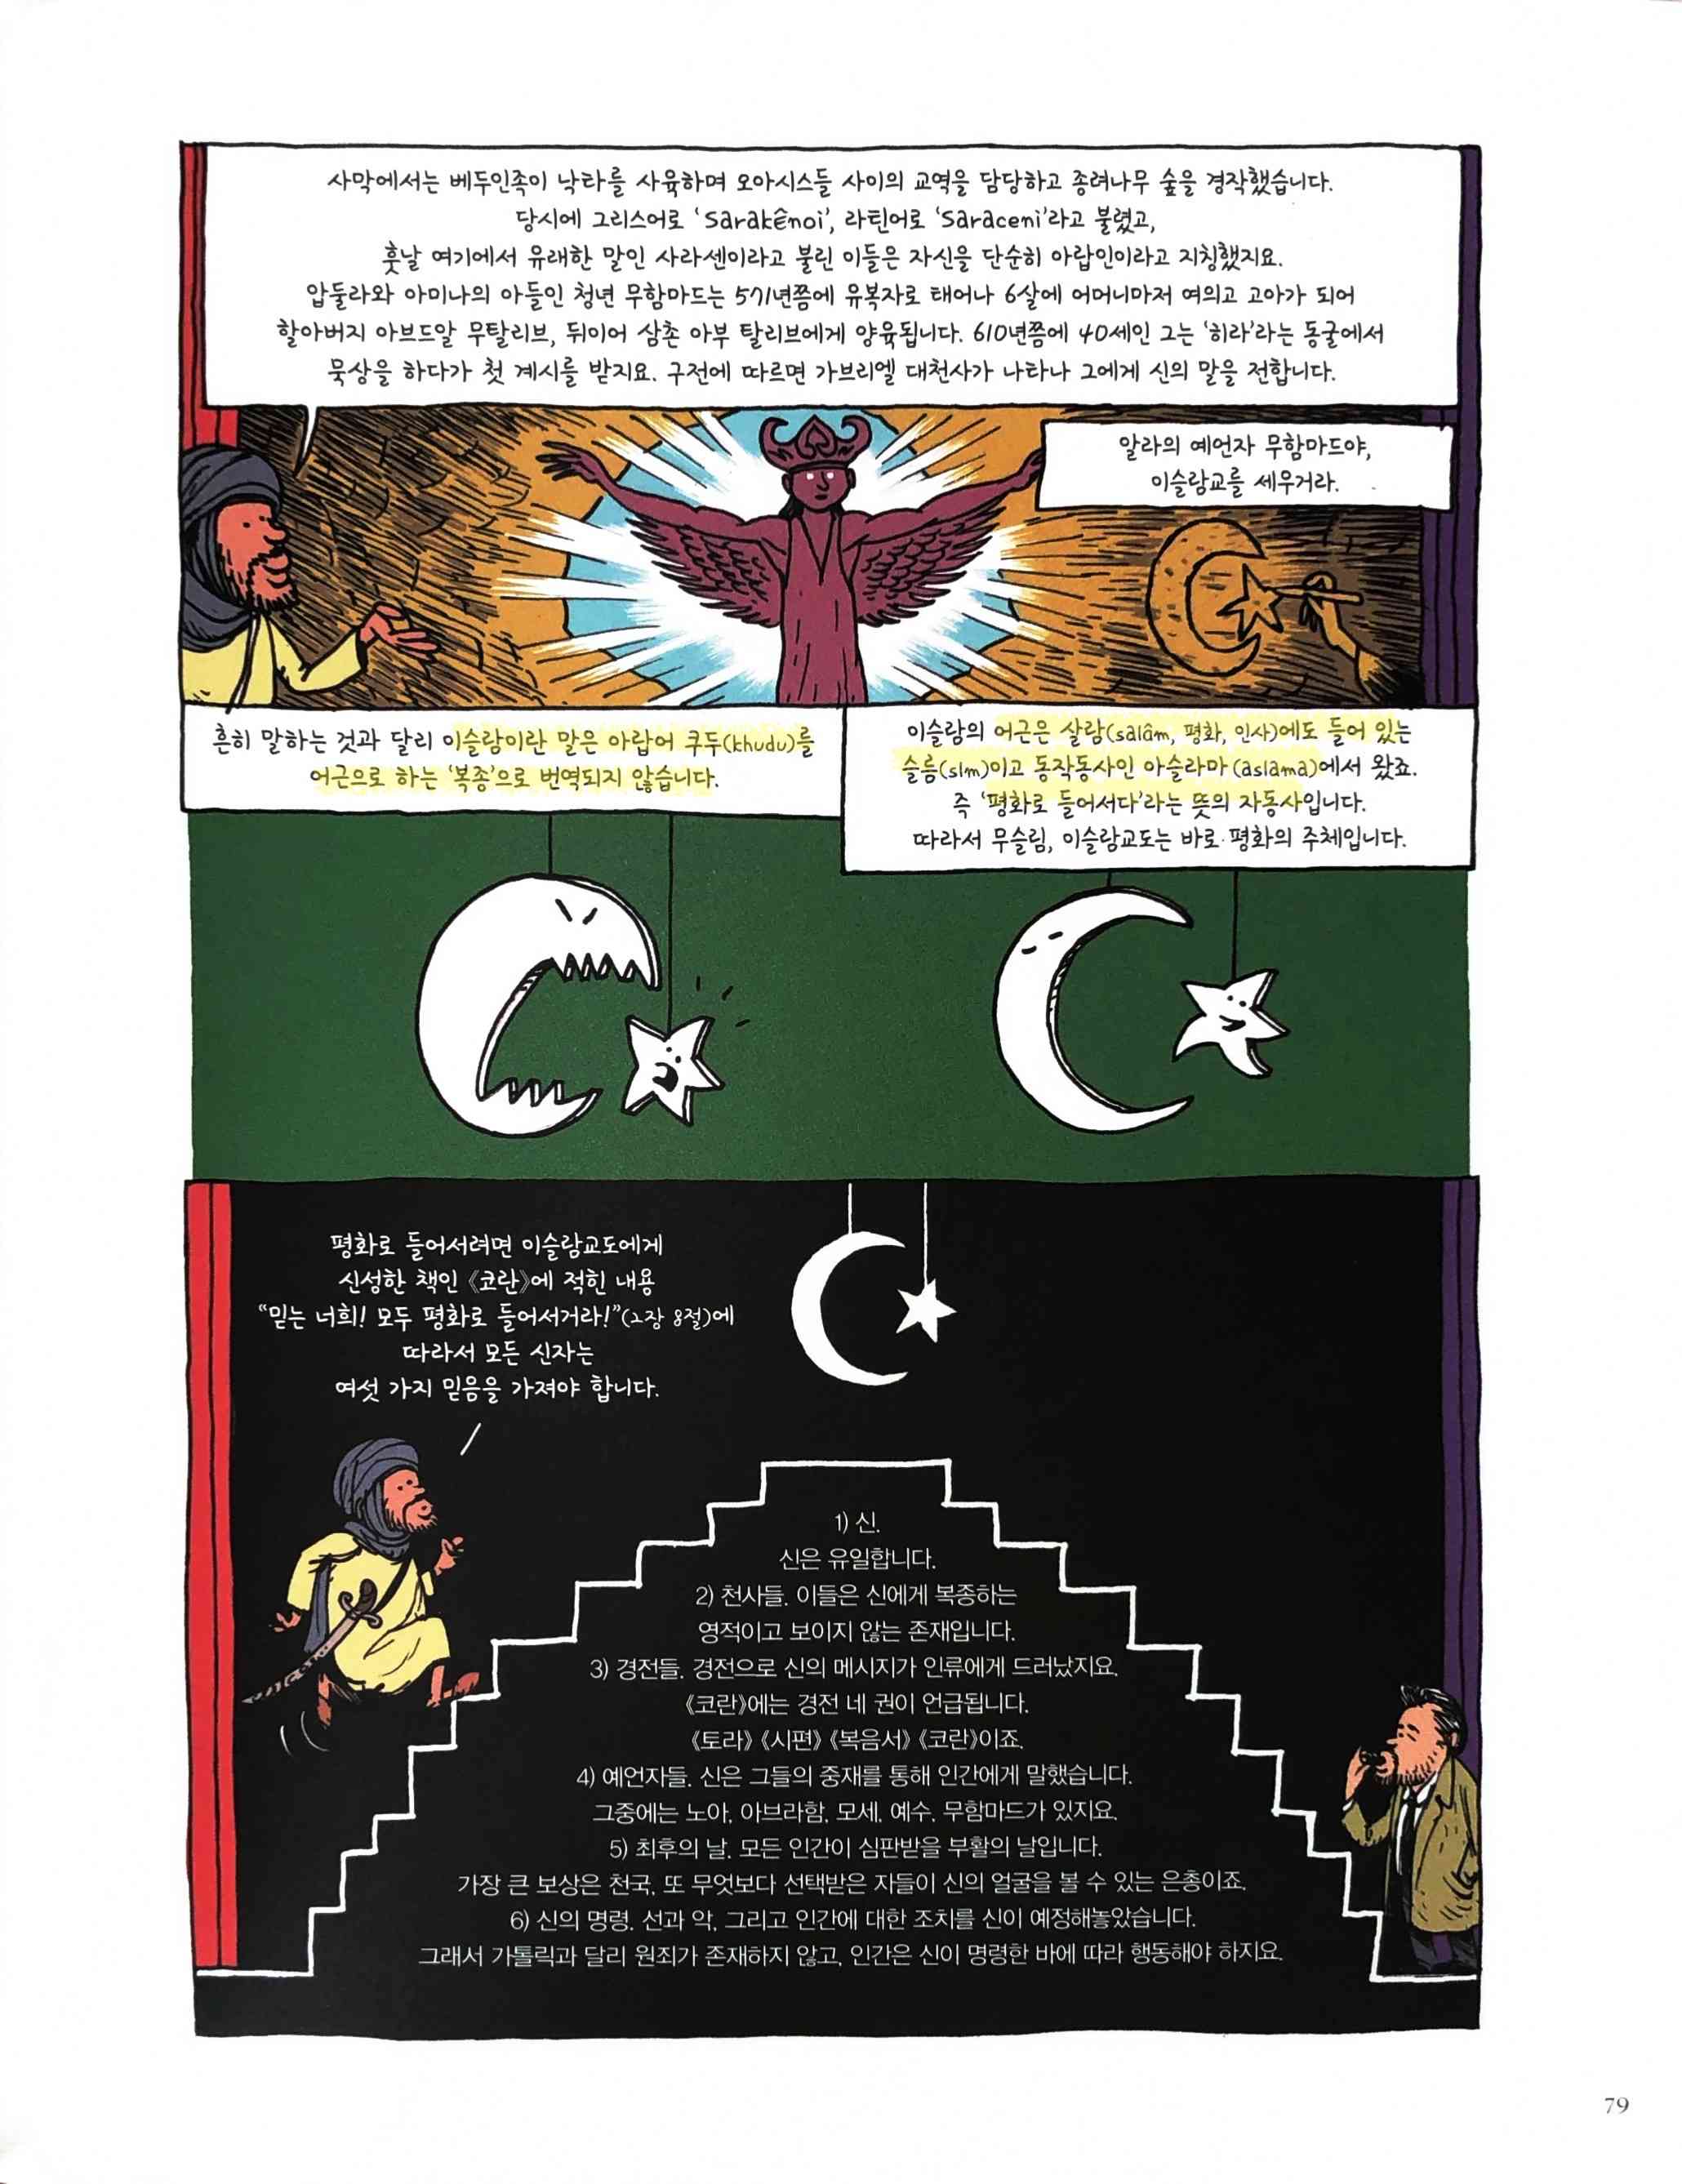 사막에서는 베두인족이 낙타를 사육하며 오아시스들 사이의 교역을 담당하고 종려나무 숲을 경작했습니다.
당시에 그리스어로 ‘Sarakênoi’, 라틴어로 ‘Saraceni’라고 불렸고,
훗날 여기에서 유래한 말인 사라센이라고 불린 이들은 자신을 단순히 아랍인이라고 지칭했지요.
압둘라와 아미나의 아들인 청년 무함마드는 571년쯤에 유복자로 태어나 6살에 어머니마저 여의고 고아가 되어
할아버지 아브드알 무탈리브, 뒤이어 삼촌 아부 탈리브에게 양육됩니다. 610년쯤에 40세인 그는 ‘히라’라는 동굴에서
묵상을 하다가 첫 계시를 받지요. 구전에 따르면 가브리엘 대천사가 나타나 그에게 신의 말을 전합니다.
알라의 예언자 무함마드야,
이슬람교를 세우거라.
흔히 말하는 것과 달리 이슬람이란 말은 아랍어 쿠두(khudu)를
어근으로 하는 ‘복종’으로 번역되지 않습니다.
이슬람의 어근은 살람(salâm, 평화, 인사)에도 들어 있는
슬름(slm)이고 동작동사인 아슬라마(aslama)에서 왔죠.
즉 ‘평화로 들어서다’라는 뜻의 자동사입니다.
따라서 무슬림, 이슬람교도는 바로 평화의 주체입니다.
평화로 들어서려면 이슬람교도에게
신성한 책인 《코란》에 적힌 내용
“믿는 너희! 모두 평화로 들어서거라!”(2장 8절)에
따라서 모든 신자는
여섯 가지 믿음을 가져야 합니다.
1) 신.
신은 유일합니다.
2) 천사들. 이들은 신에게 복종하는
영적이고 보이지 않는 존재입니다.
3) 경전들. 경전으로 신의 메시지가 인류에게 드러났지요.
《코란》에는 경전 네 권이 언급됩니다.
《토라》《시편》《복음서》《코란》이죠.
4) 예언자들. 신은 그들의 중재를 통해 인간에게 말했습니다.
그중에는 노아, 아브라함, 모세, 예수, 무함마드가 있지요.
5) 최후의 날. 모든 인간이 심판받을 부활의 날입니다.
가장 큰 보상은 천국, 또 무엇보다 선택받은 자들이 신의 얼굴을 볼 수 있는 은총이죠.
6) 신의 명령. 선과 악, 그리고 인간에 대한 조치를 신이 예정해놓았습니다.
그래서 가톨릭과 달리 원죄가 존재하지 않고, 인간은 신이 명령한 바에 따라 행동해야 하지요.
79